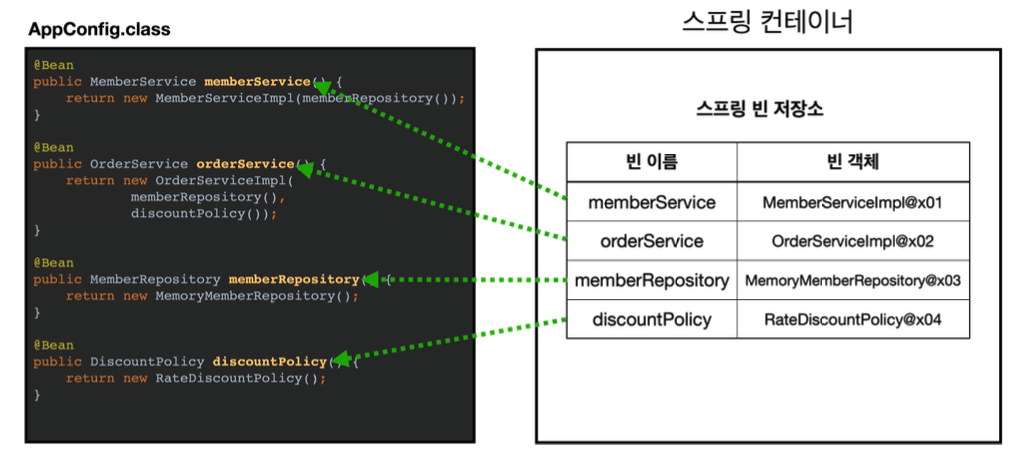 AppConfig.class
@Bean
public MemberService memberService() {
    return new MemberServiceImpl(memberRepository());
}
@Bean
public OrderService orderService() {
    return new OrderServiceImpl(
            memberRepository(),
            discountPolicy());
}
@Bean
public MemberRepository memberRepository() {
    return new MemoryMemberRepository();
}
@Bean
public DiscountPolicy discountPolicy() {
    return new RateDiscountPolicy();
}
스프링 컨테이너
스프링 빈 저장소
빈 이름 빈 객체
memberService MemberServiceImpl@x01
orderService OrderServiceImpl@x02
memberRepository MemoryMemberRepository@x03
discountPolicy RateDiscountPolicy@x04